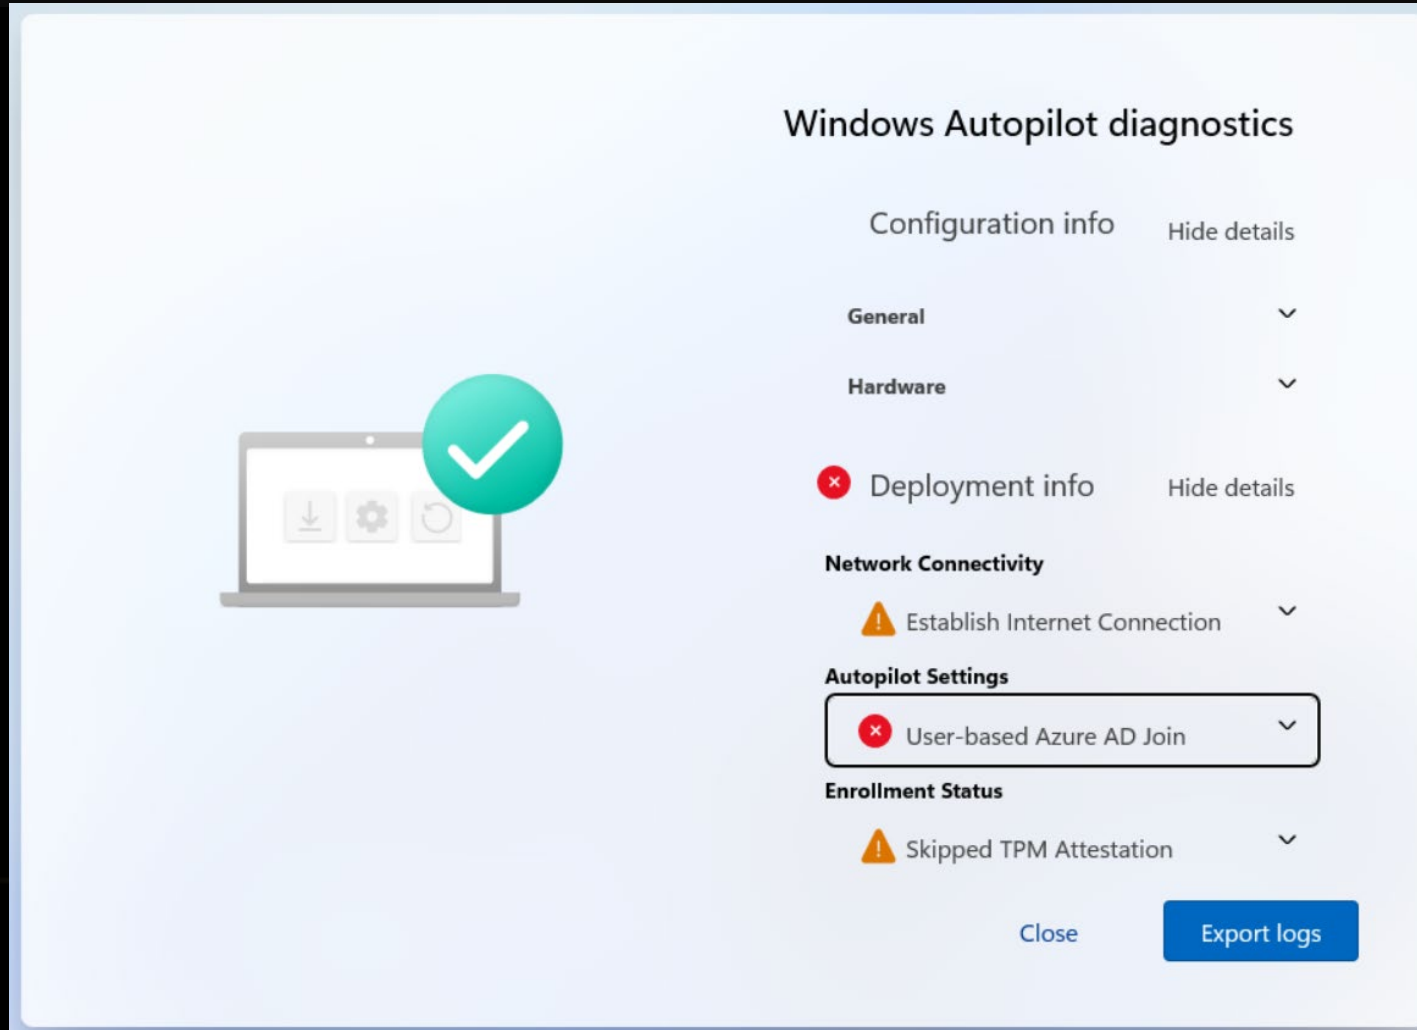 Windows Autopilot diagnostics
Configuration info Hide details
General
Hardware
Deployment info Hide details
Network Connectivity
Establish Internet Connection
Autopilot Settings
User-based Azure AD Join
Enrollment Status
Skipped TPM Attestation
Close Export logs